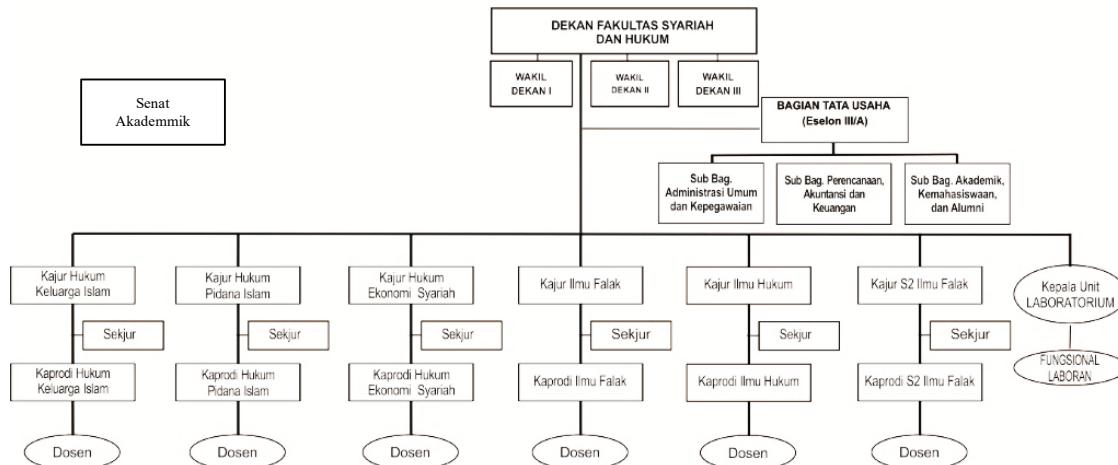 DEKAN FAKULTAS SYARIAH
DAN HUKUM
WAKIL
DEKAN I
WAKIL
DEKAN II
WAKIL
DEKAN III
Senat
Akademmik
BAGIAN TATA USAHA
(Eselon III/A)
Sub Bag.
Administrasi Umum
dan Kepegawaian
Sub Bag. Perencanaan,
Akuntansi dan
Keuangan
Sub Bag. Akademik,
Kemahasiswaan,
dan Alumni
Kajur Hukum
Keluarga Islam
Kajur Hukum
Pidana Islam
Kajur Hukum
Ekonomi Syariah
Kajur Ilmu Falak
Kajur Ilmu Hukum
Kajur S2 Ilmu Falak
Kepala Unit
LABORATORIUM
Sekjur
Sekjur
Sekjur
Sekjur
Sekjur
Sekjur
Kaprodi Hukum
Keluarga Islam
Kaprodi Hukum
Pidana Islam
Kaprodi Hukum
Ekonomi Syariah
Kaprodi Ilmu Falak
Kaprodi Ilmu Hukum
Kaprodi S2 Ilmu Falak
FUNGSIONAL
LABORAN
Dosen
Dosen
Dosen
Dosen
Dosen
Dosen